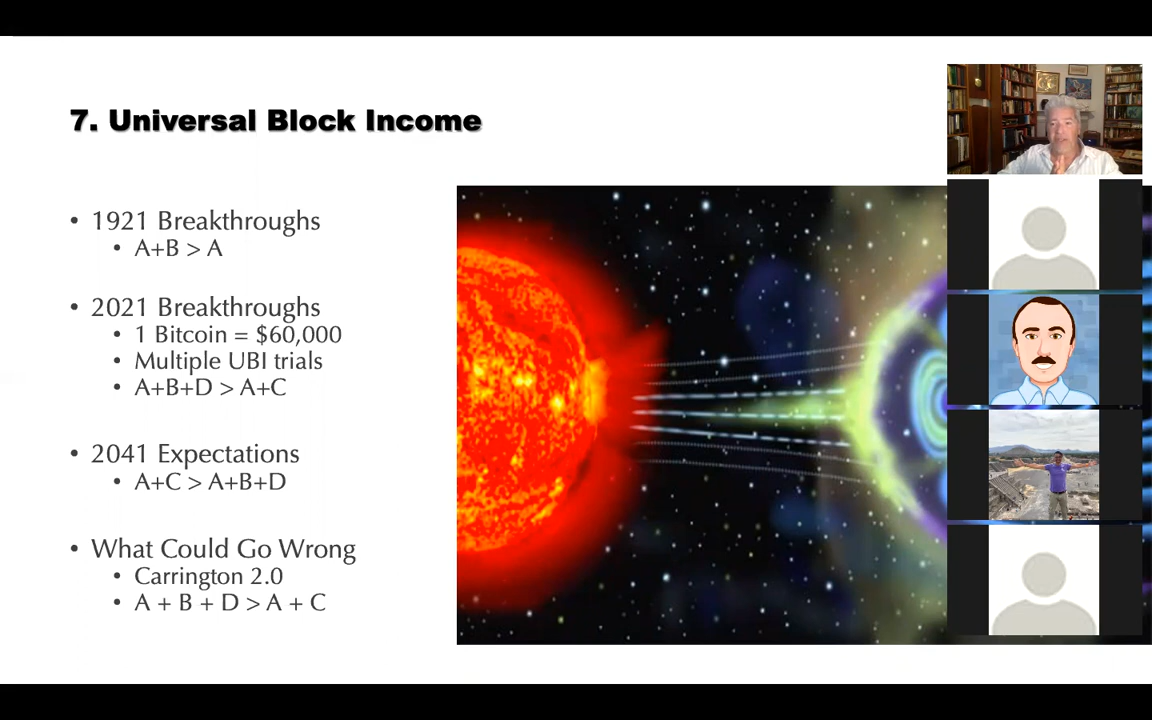 7. Universal Block Income
• 1921 Breakthroughs
• A+B > A
• 2021 Breakthroughs
• 1 Bitcoin = $60,000
• Multiple UBI trials
• A+B+D > A+C
• 2041 Expectations
• A+C > A+B+D
• What Could Go Wrong
• Carrington 2.0
• A + B + D > A + C